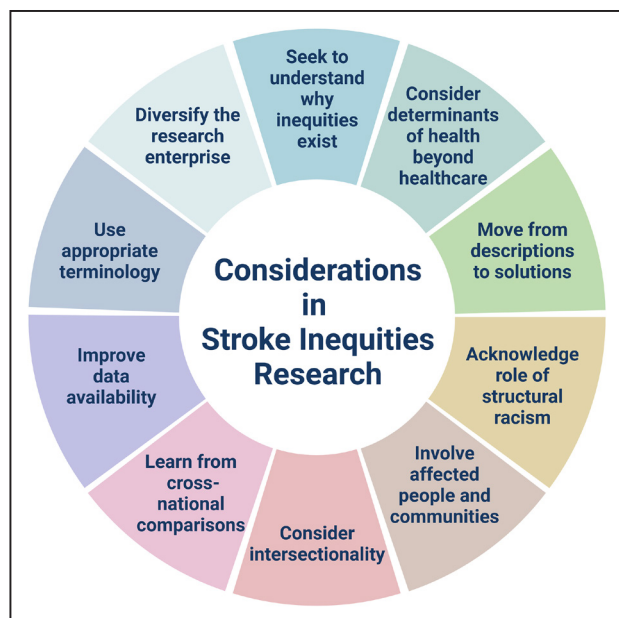 Considerations
in
Stroke Inequities
Research
Seek to
understand
why
inequities
exist
Consider
determinants
of health
beyond
healthcare
Move from
descriptions
to solutions
Acknowledge
role of
structural
racism
Involve
affected
people and
communities
Consider
intersectionality
Learn from
cross-
national
comparisons
Improve
data
availability
Use
appropriate
terminology
Diversify the
research
enterprise